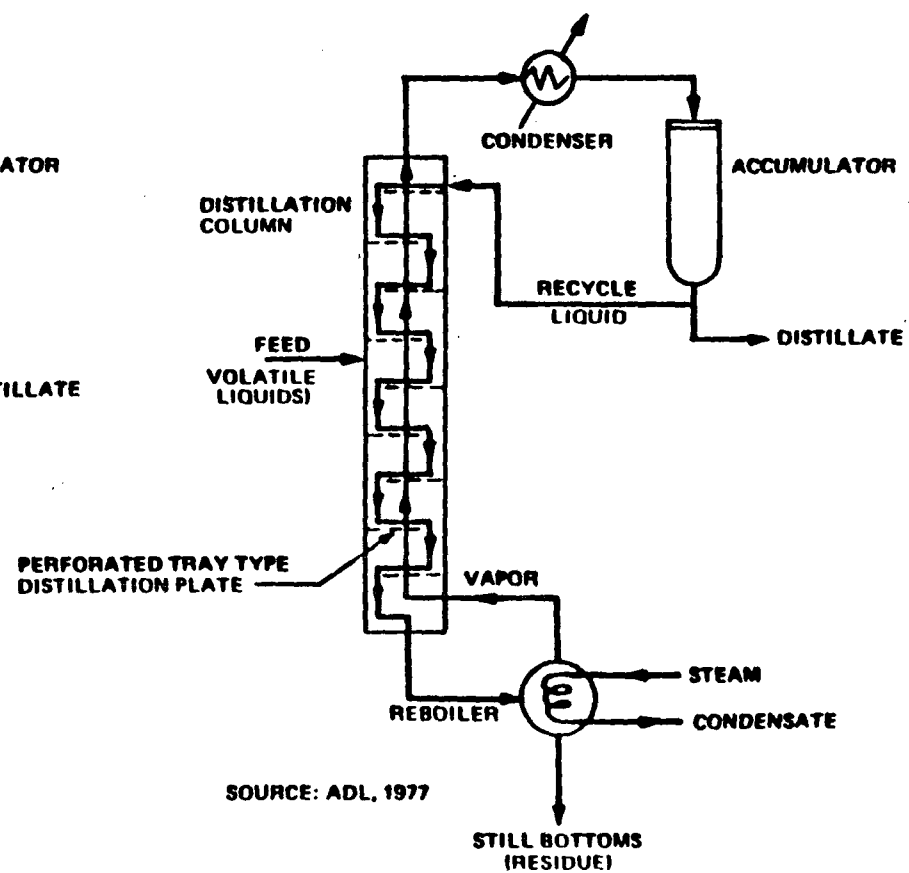 CONDENSER
ATOR
ACCUMULATOR
DISTILLATION
COLUMN
RECYCLE
LIQUID
DISTILLATE
FEED
VOLATILE
LIQUIDS)
TILLATE
PERFORATED TRAY TYPE
DISTILLATION PLATE
VAPOR
STEAM
REBOILER
CONDENSATE
SOURCE: ADL, 1977
STILL BOTTOMS
(RESIDUE)